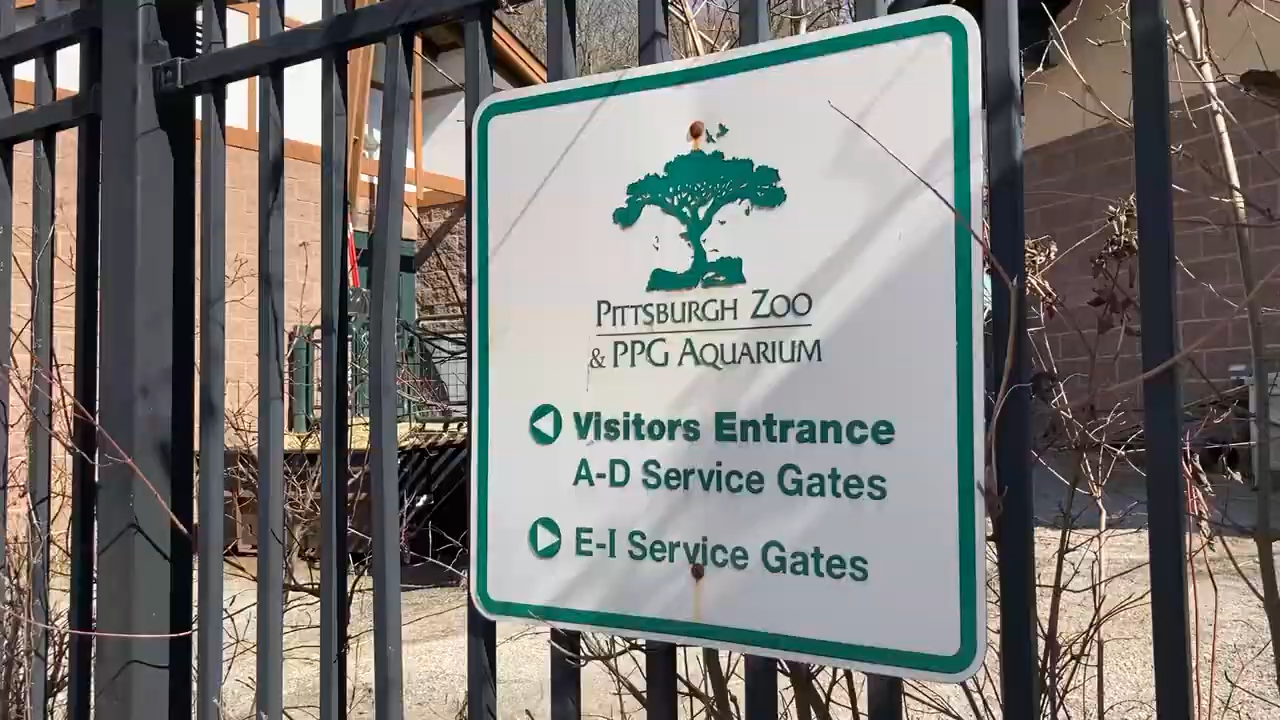 Pittsburgh Zoo
& PPG Aquarium
Visitors Entrance
A-D Service Gates
E-I Service Gates